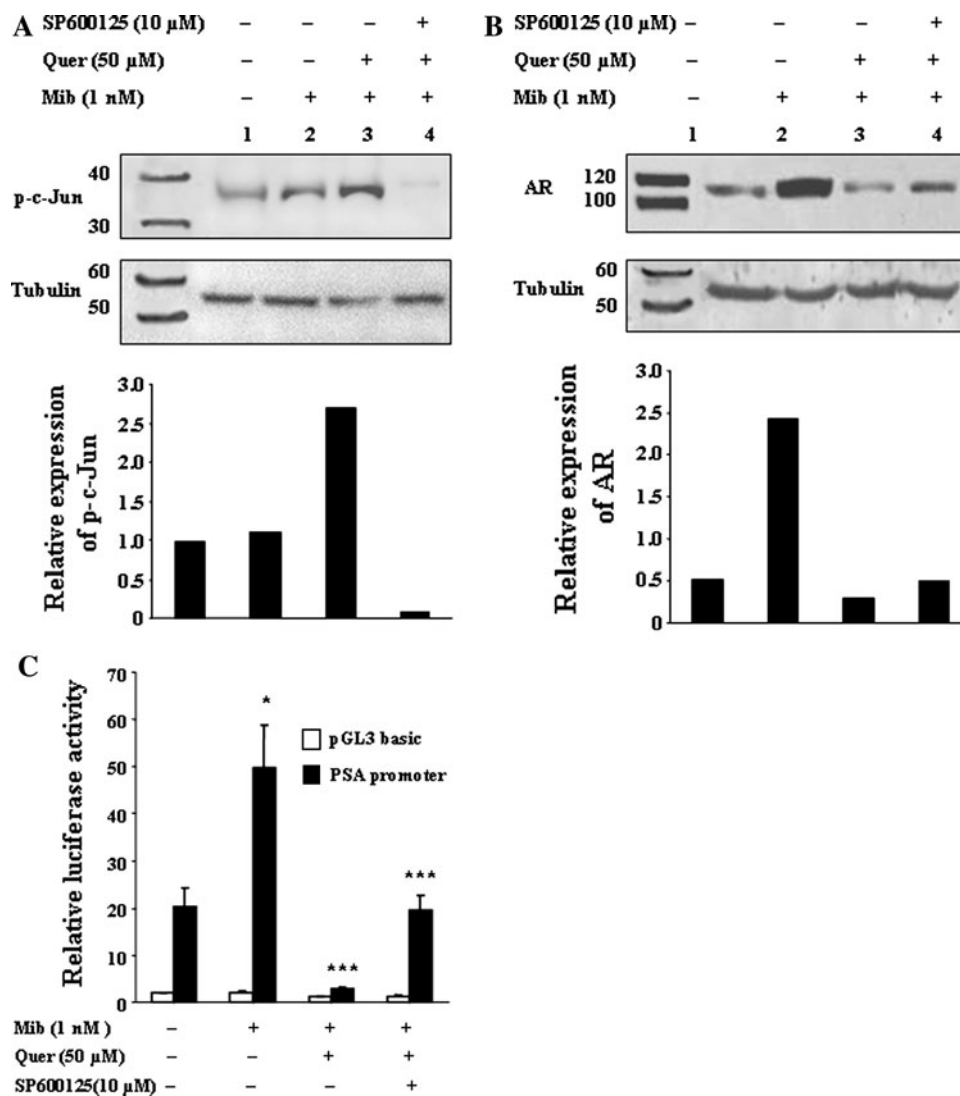 A
SP600125 (10 µM) – – – +
Quer (50 µM) – – + +
Mib (1 nM) – + + +
1 2 3 4
p-c-Jun
40
30
Tubulin
60
50
Relative expression of p-c-Jun
3.0
2.5
2.0
1.5
1.0
0.5
0
B
SP600125 (10 µM) – – – +
Quer (50 µM) – – + +
Mib (1 nM) – + + +
1 2 3 4
AR
120
100
Tubulin
60
50
Relative expression of AR
3.0
2.5
2.0
1.5
1.0
0.5
0
C
Relative luciferase activity
70
60
50
40
30
20
10
0
*
***
***
pGL3 basic
PSA promoter
Mib (1 nM ) – + + +
Quer (50 µM) – – + +
SP600125(10 µM) – – – +